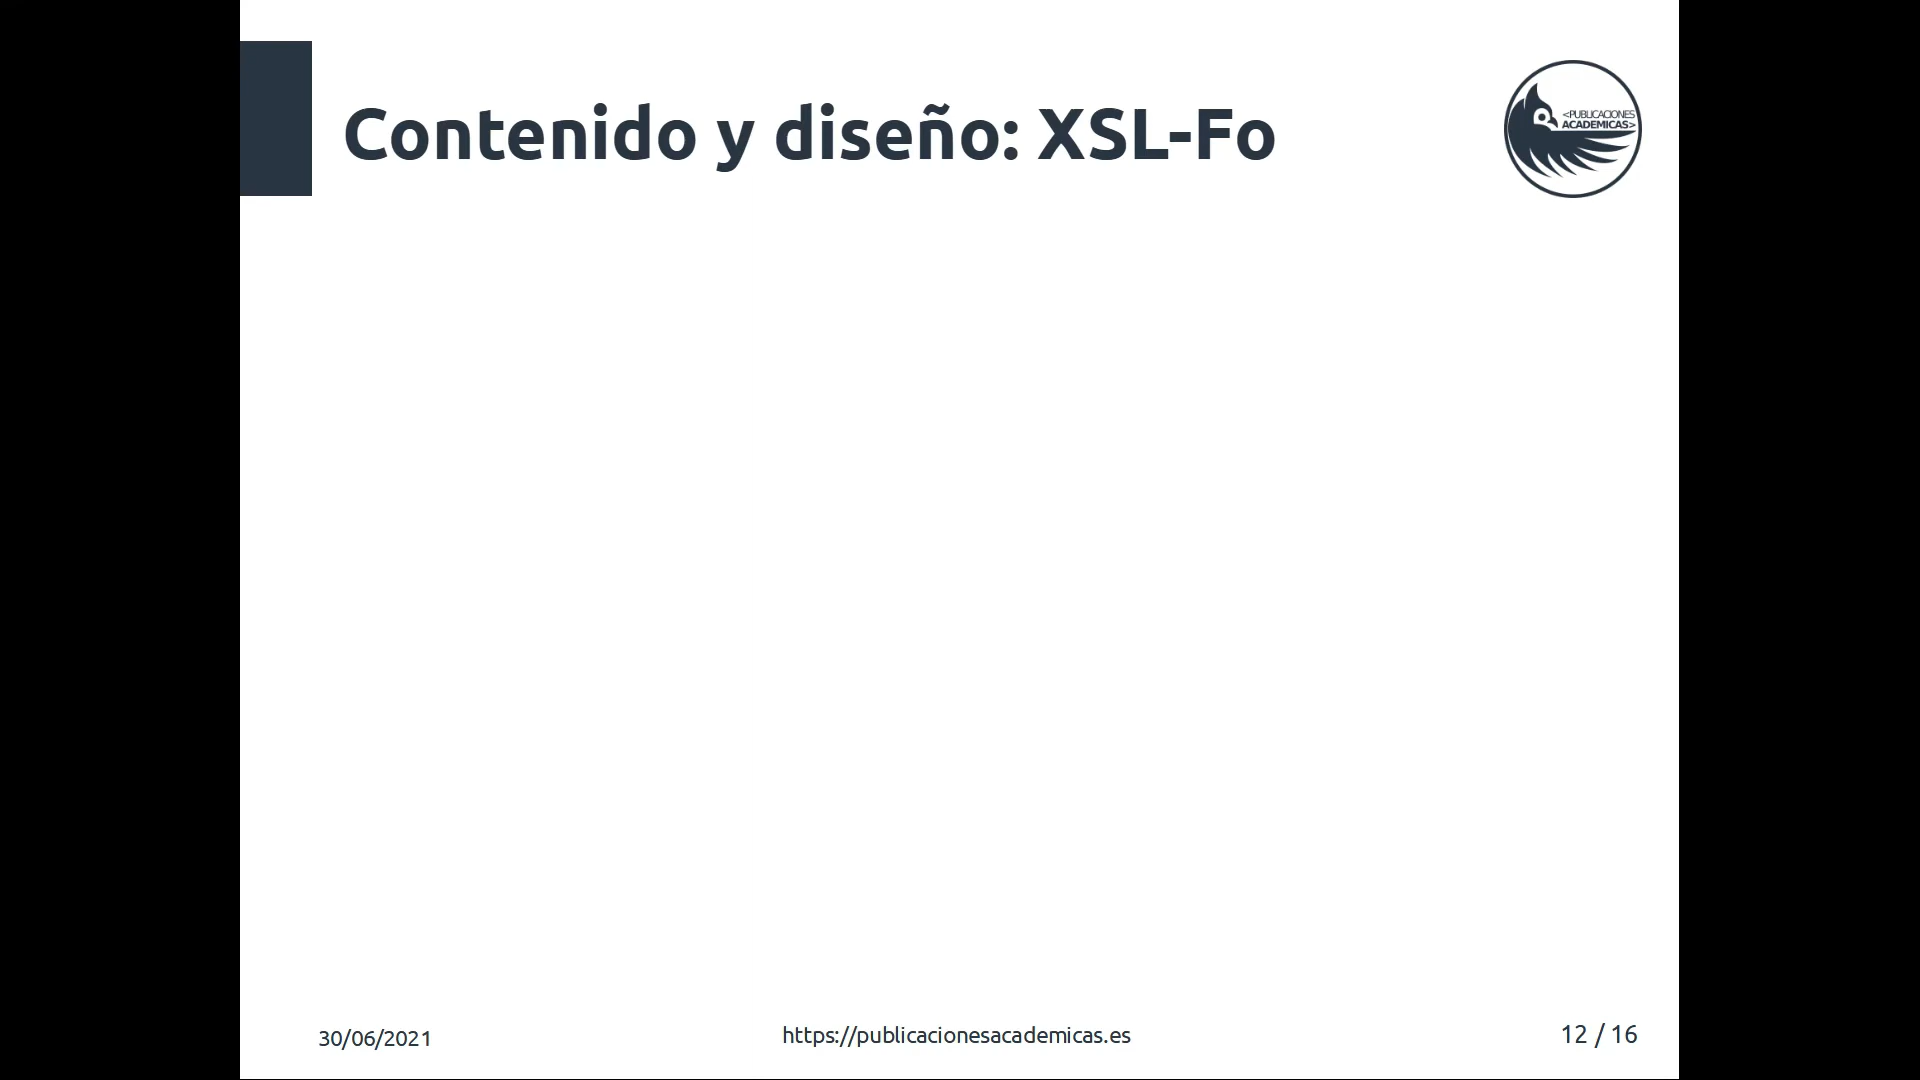 Contenido y diseño: XSL-Fo
<PUBLICACIONES
ACADEMICAS>
30/06/2021
https://publicacionesacademicas.es
12 / 16